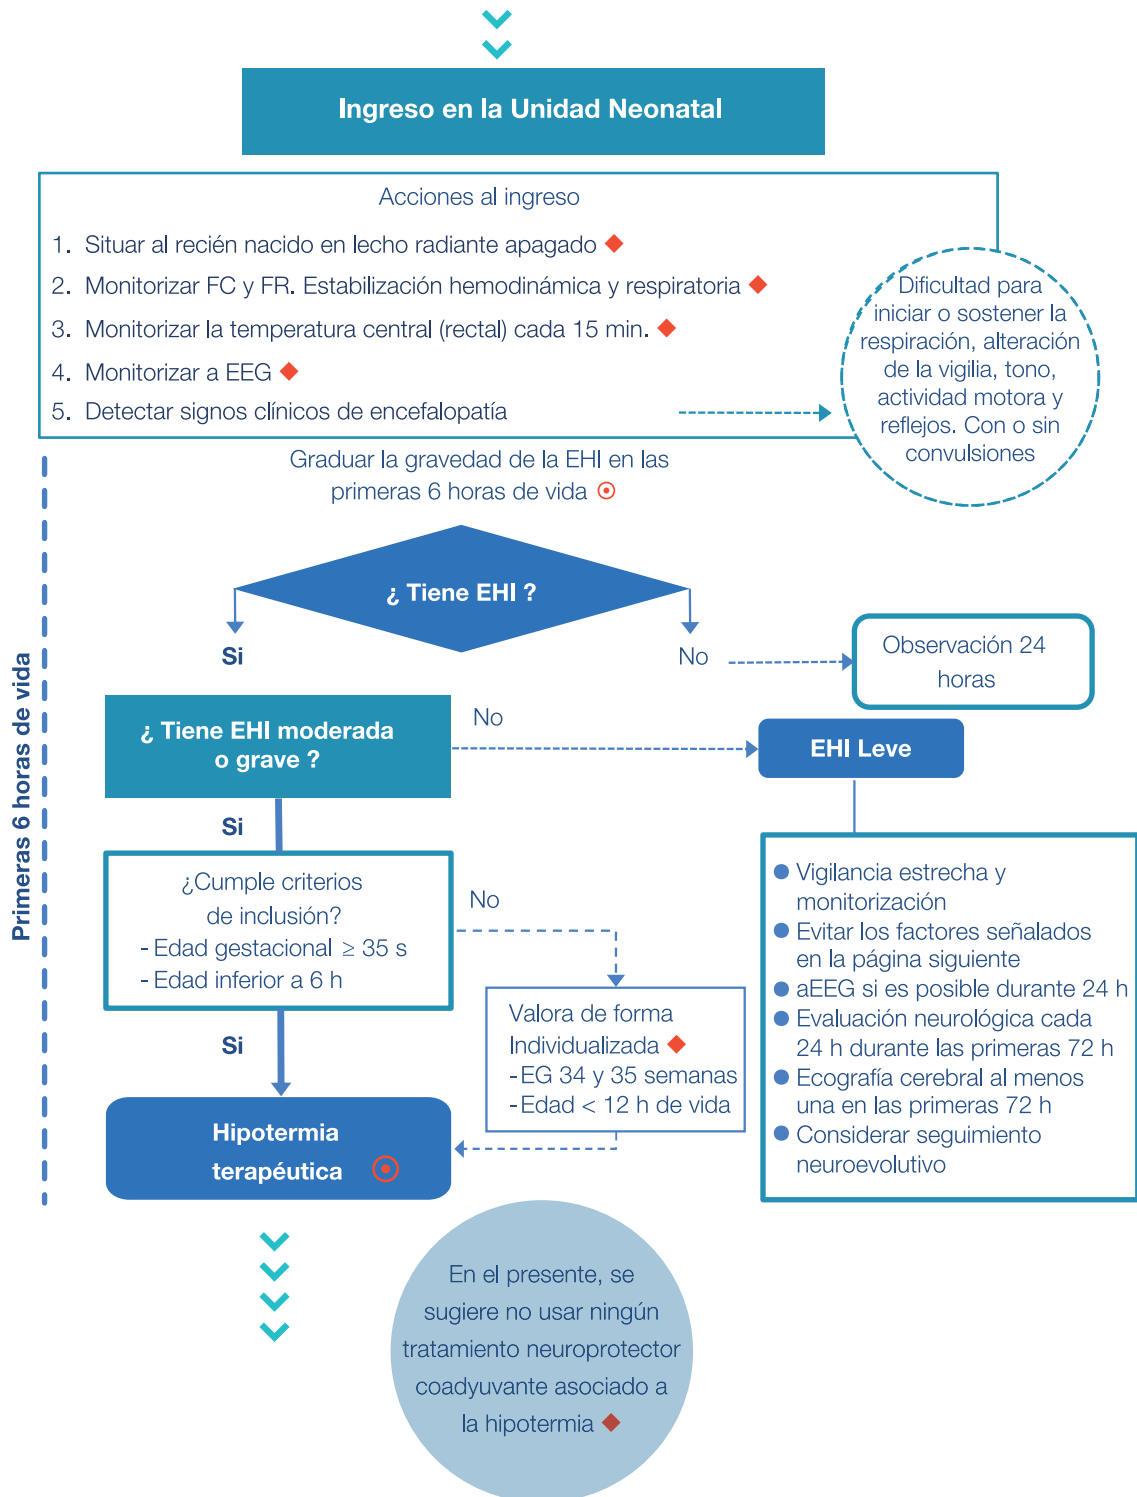 Ingreso en la Unidad Neonatal
Acciones al ingreso
1. Situar al recién nacido en lecho radiante apagado
2. Monitorizar FC y FR. Estabilización hemodinámica y respiratoria
3. Monitorizar la temperatura central (rectal) cada 15 min.
4. Monitorizar a EEG
5. Detectar signos clínicos de encefalopatía
Dificultad para
iniciar o sostener la
respiración, alteración
de la vigilia, tono,
actividad motora y
reflejos. Con o sin
convulsiones
Primeras 6 horas de vida
Graduar la gravedad de la EHI en las
primeras 6 horas de vida
¿ Tiene EHI ?
Si
No
Observación 24
horas
¿ Tiene EHI moderada
o grave ?
No
EHI Leve
Si
¿Cumple criterios
de inclusión?
- Edad gestacional ≥ 35 s
- Edad inferior a 6 h
No
Valora de forma
Individualizada
- EG 34 y 35 semanas
- Edad < 12 h de vida
● Vigilancia estrecha y
monitorización
● Evitar los factores señalados
en la página siguiente
● aEEG si es posible durante 24 h
● Evaluación neurológica cada
24 h durante las primeras 72 h
● Ecografía cerebral al menos
una en las primeras 72 h
● Considerar seguimiento
neuroevolutivo
Si
Hipotermia
terapéutica
En el presente, se
sugiere no usar ningún
tratamiento neuroprotector
coadyuvante asociado a
la hipotermia